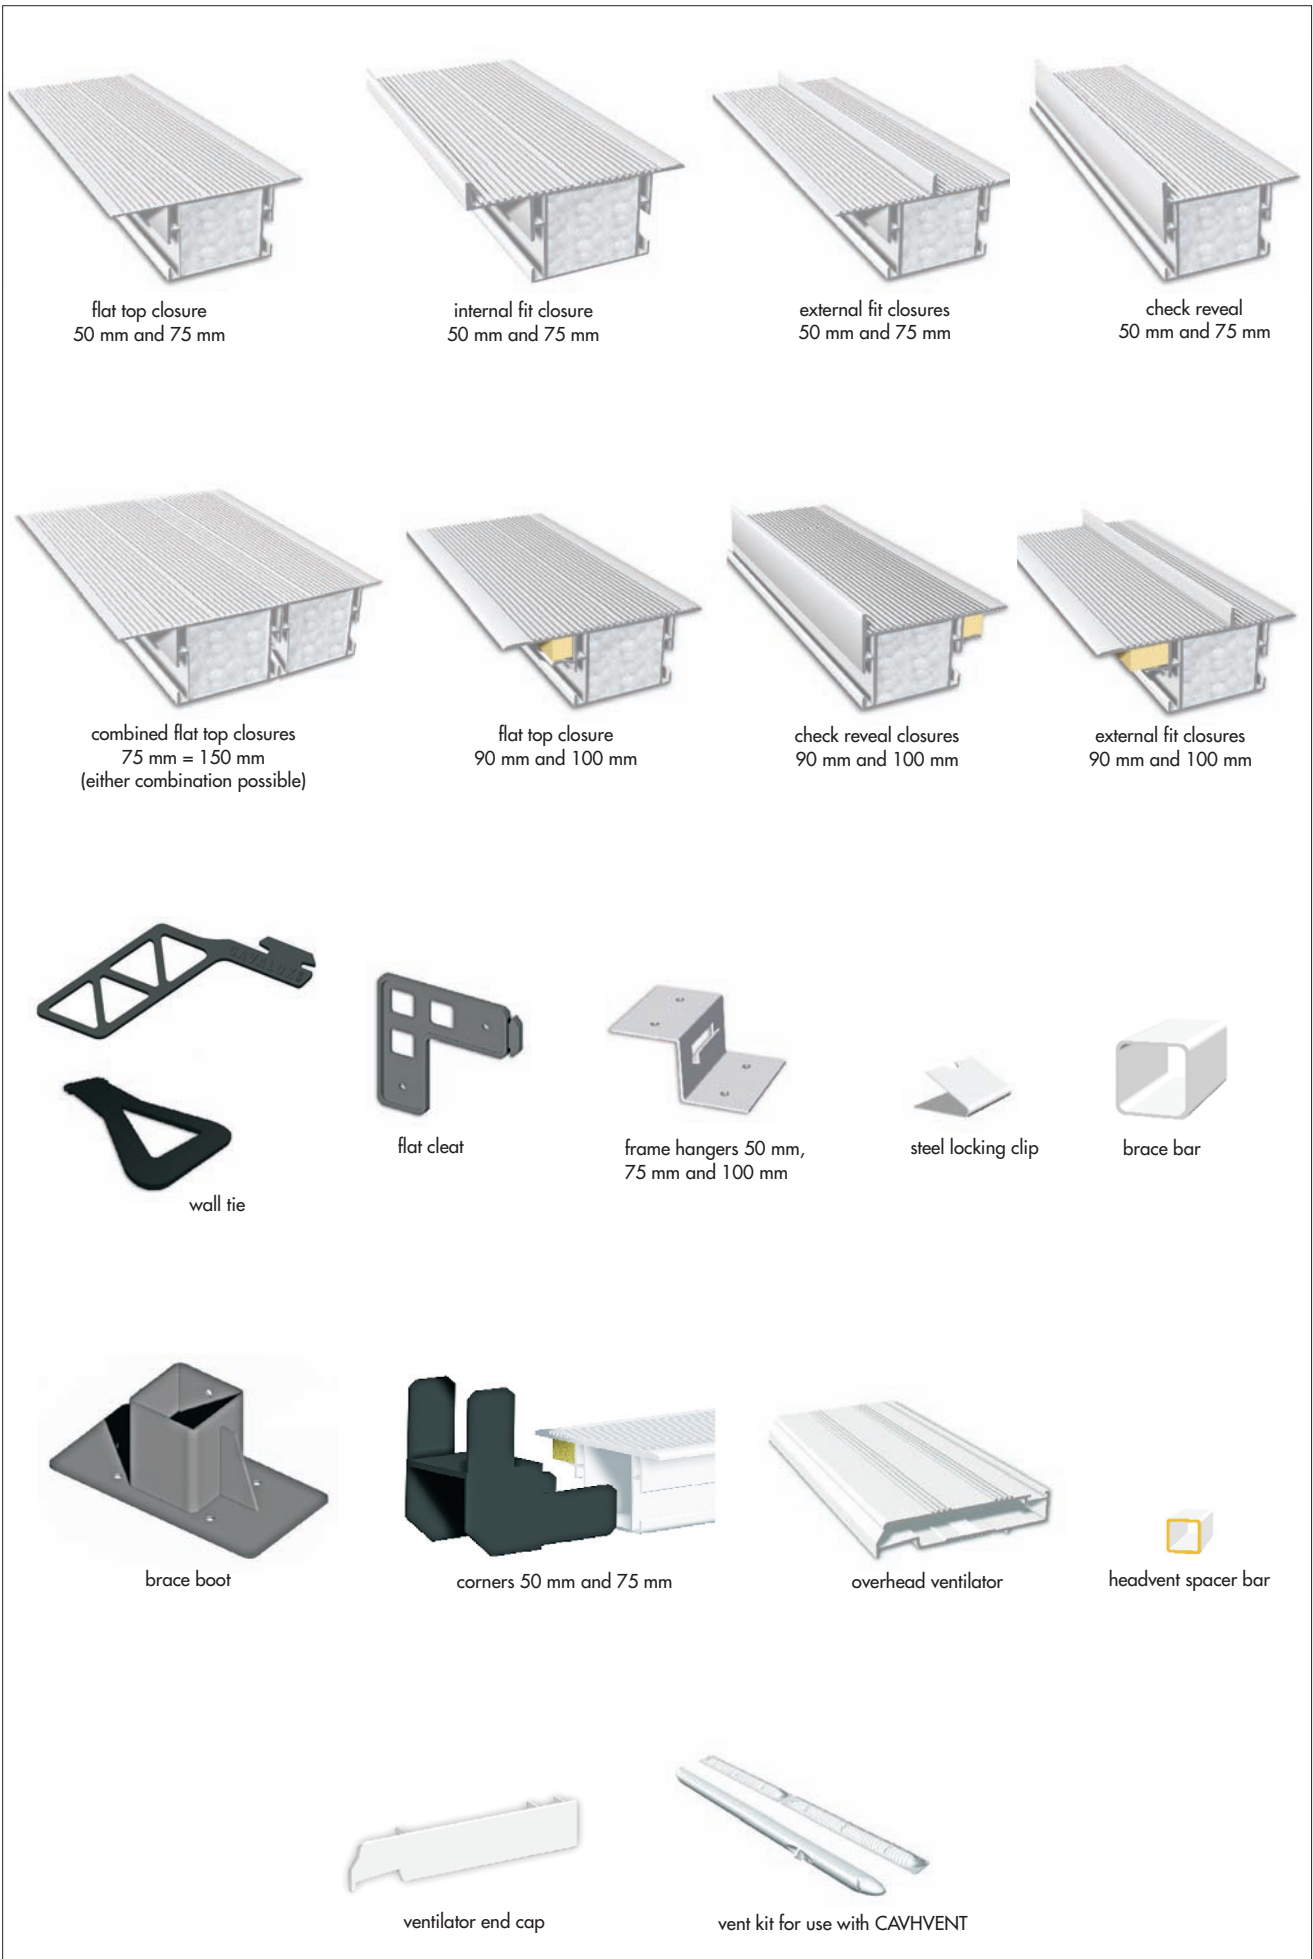 flat top closure
50 mm and 75 mm
internal fit closure
50 mm and 75 mm
external fit closures
50 mm and 75 mm
check reveal
50 mm and 75 mm
combined flat top closures
75 mm = 150 mm
(either combination possible)
flat top closure
90 mm and 100 mm
check reveal closures
90 mm and 100 mm
external fit closures
90 mm and 100 mm
wall tie
flat cleat
frame hangers 50 mm,
75 mm and 100 mm
steel locking clip
brace bar
brace boot
corners 50 mm and 75 mm
overhead ventilator
headvent spacer bar
ventilator end cap
vent kit for use with CAVHVENT